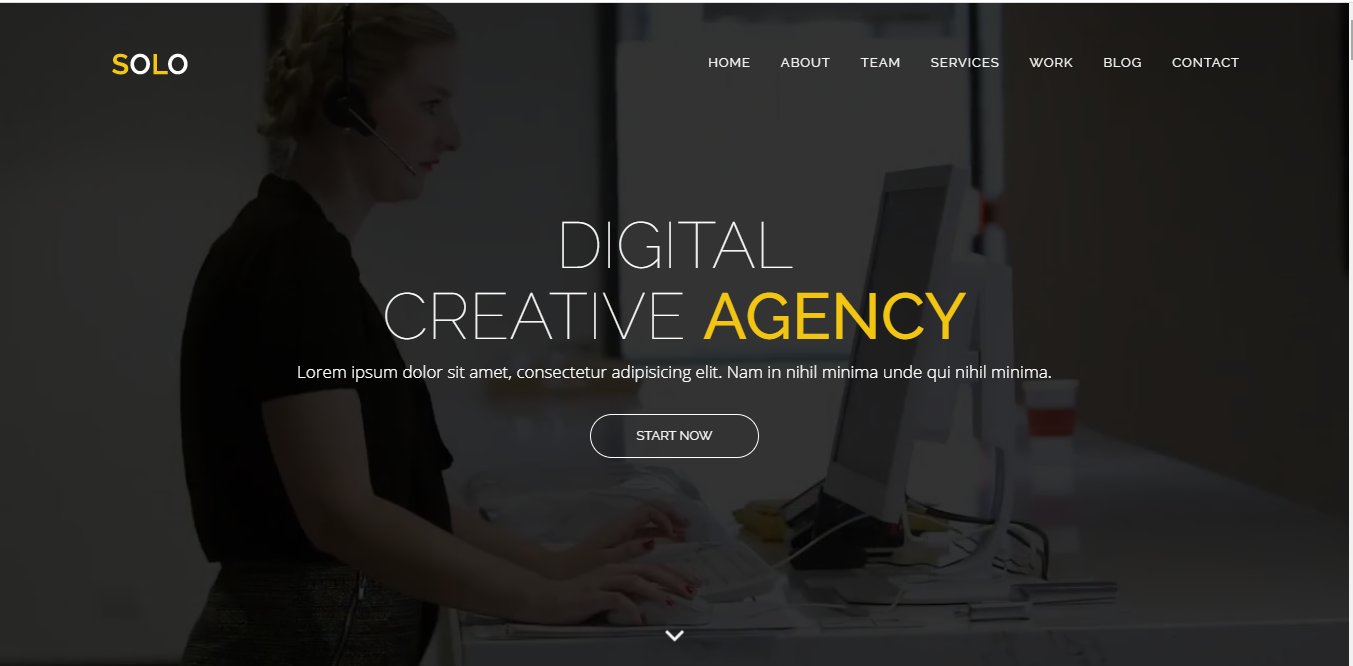 SOLO
HOME ABOUT TEAM SERVICES WORK BLOG CONTACT
DIGITAL
CREATIVE AGENCY
Lorem ipsum dolor sit amet, consectetur adipisicing elit. Nam in nihil minima unde qui nihil minima.
START NOW